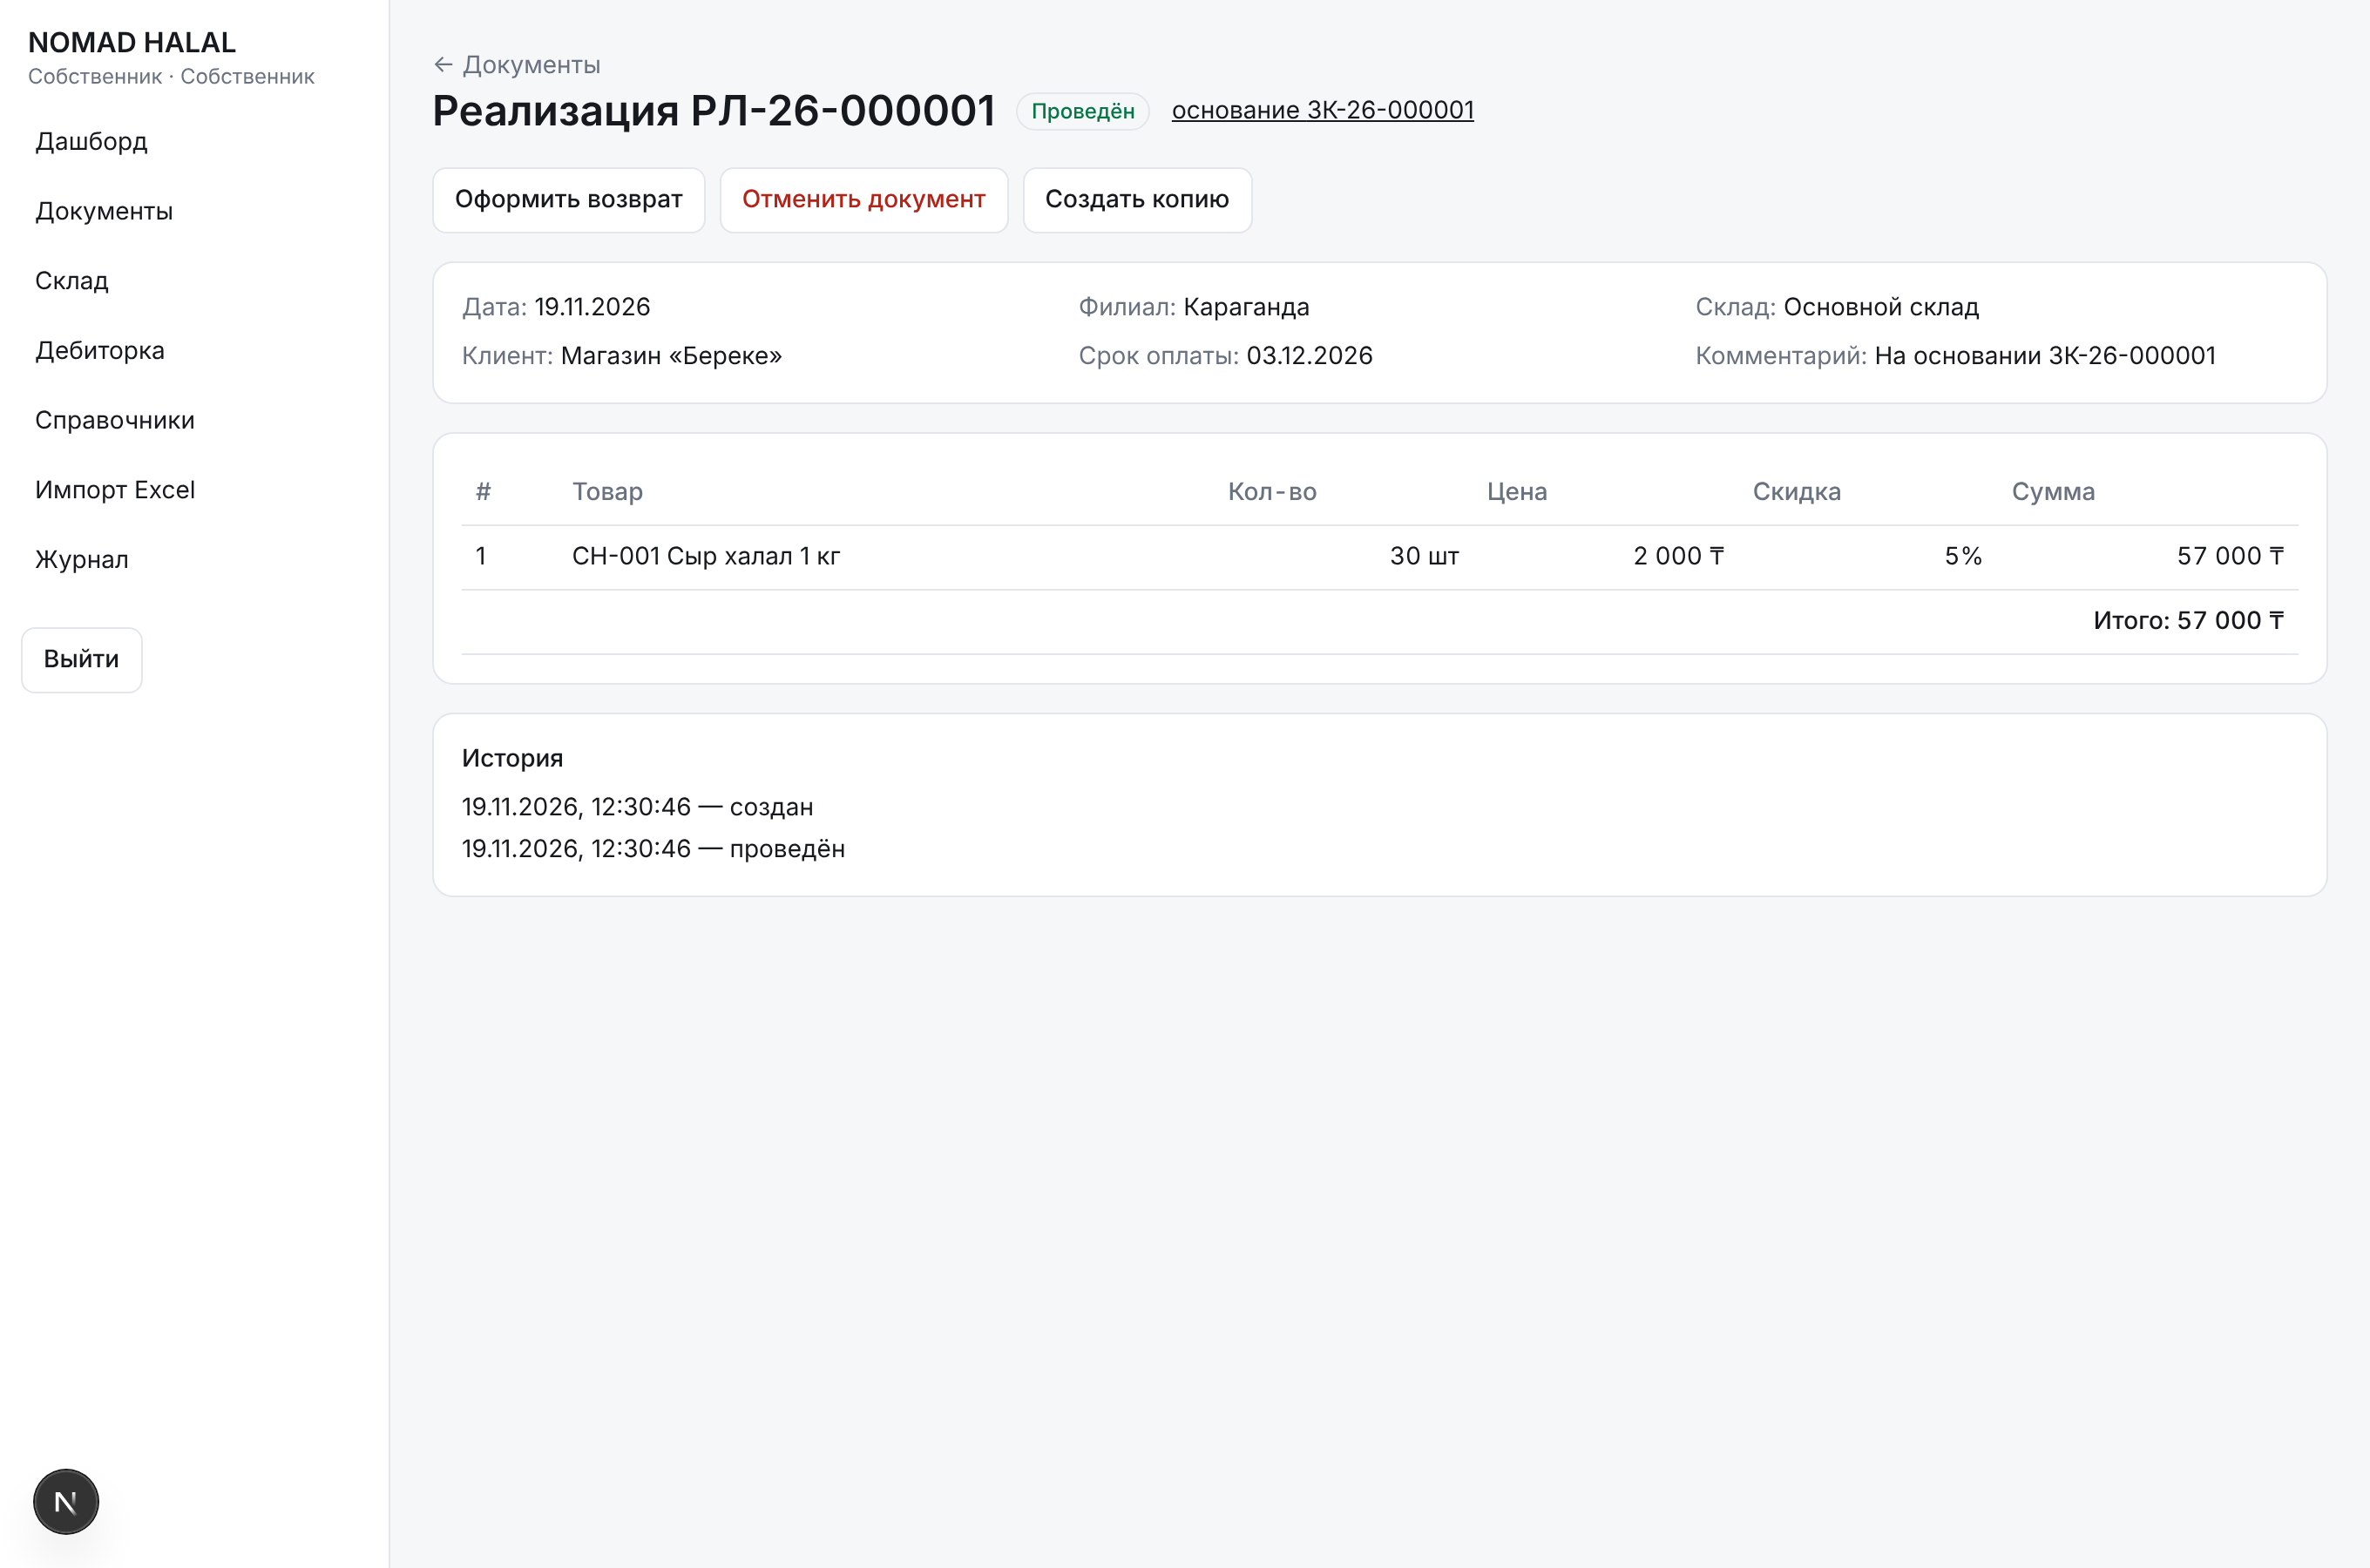 NOMAD HALAL
Собственник · Собственник
Дашборд
Документы
Склад
Дебиторка
Справочники
Импорт Excel
Журнал
Выйти
N
← Документы
Реализация РЛ-26-000001 Проведён основание ЗК-26-000001
Оформить возврат Отменить документ Создать копию
Дата: 19.11.2026 Филиал: Караганда Склад: Основной склад
Клиент: Магазин «Береке» Срок оплаты: 03.12.2026 Комментарий: На основании ЗК-26-000001
# Товар Кол-во Цена Скидка Сумма
1 CH-001 Сыр халал 1 кг 30 шт 2 000 ₸ 5% 57 000 ₸
Итого: 57 000 ₸
История
19.11.2026, 12:30:46 — создан
19.11.2026, 12:30:46 — проведён